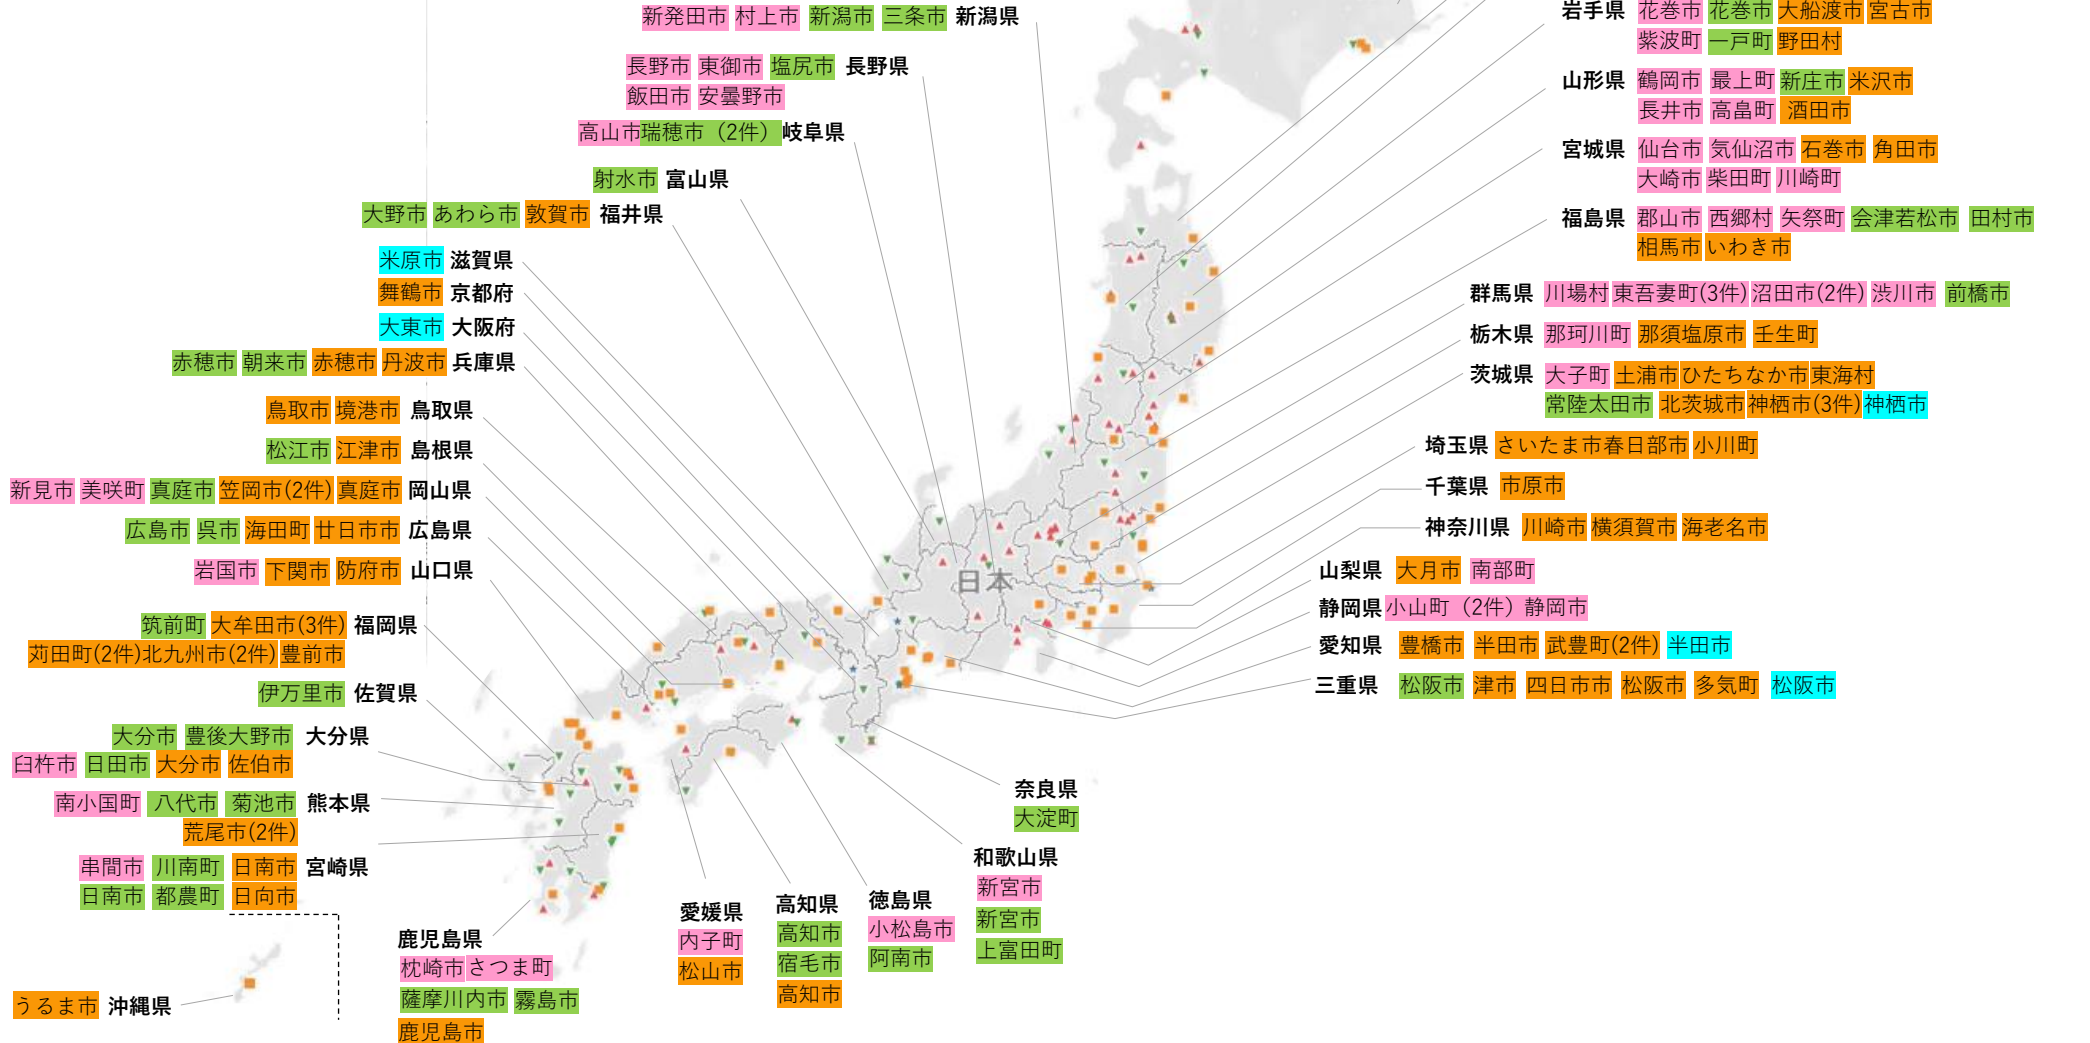 新発田市 村上市 新潟市 三条市 新潟県
長野市 東御市 塩尻市 長野県
飯田市 安曇野市
高山市 瑞穂市（2件） 岐阜県
射水市 富山県
大野市 あわら市 敦賀市 福井県
米原市 滋賀県
舞鶴市 京都府
大東市 大阪府
赤穂市 朝来市 赤穂市 丹波市 兵庫県
鳥取市 境港市 鳥取県
松江市 江津市 島根県
新見市 美咲町 真庭市 笠岡市(2件) 真庭市 岡山県
広島市 呉市 海田町 廿日市市 広島県
岩国市 下関市 防府市 山口県
筑前町 大牟田市(3件) 福岡県
苅田町(2件) 北九州市(2件) 豊前市
伊万里市 佐賀県
大分市 豊後大野市 大分県
臼杵市 日田市 大分市 佐伯市
南小国町 八代市 菊池市 熊本県
荒尾市(2件)
串間市 川南町 日南市 宮崎県
日南市 都農町 日向市
うるま市 沖縄県
鹿児島県
枕崎市 さつま町
薩摩川内市 霧島市
鹿児島市
愛媛県
内子町
松山市
高知県
高知市
宿毛市
高知市
徳島県
小松島市
阿南市
和歌山県
新宮市
新宮市
上富田町
奈良県
大淀町
日本
岩手県 花巻市 花巻市 大船渡市 宮古市
紫波町 一戸町 野田村
山形県 鶴岡市 最上町 新庄市 米沢市
長井市 高畠町 酒田市
宮城県 仙台市 気仙沼市 石巻市 角田市
大崎市 柴田町 川崎町
福島県 郡山市 西郷村 矢祭町 会津若松市 田村市
相馬市 いわき市
群馬県 川場村 東吾妻町(3件) 沼田市(2件) 渋川市 前橋市
栃木県 那珂川町 那須塩原市 壬生町
茨城県 大子町 土浦市 ひたちなか市 東海村
常陸太田市 北茨城市 神栖市(3件) 神栖市
埼玉県 さいたま市 春日部市 小川町
千葉県 市原市
神奈川県 川崎市 横須賀市 海老名市
山梨県 大月市 南部町
静岡県 小山町（2件） 静岡市
愛知県 豊橋市 半田市 武豊町(2件) 半田市
三重県 松阪市 津市 四日市市 松阪市 多気町 松阪市